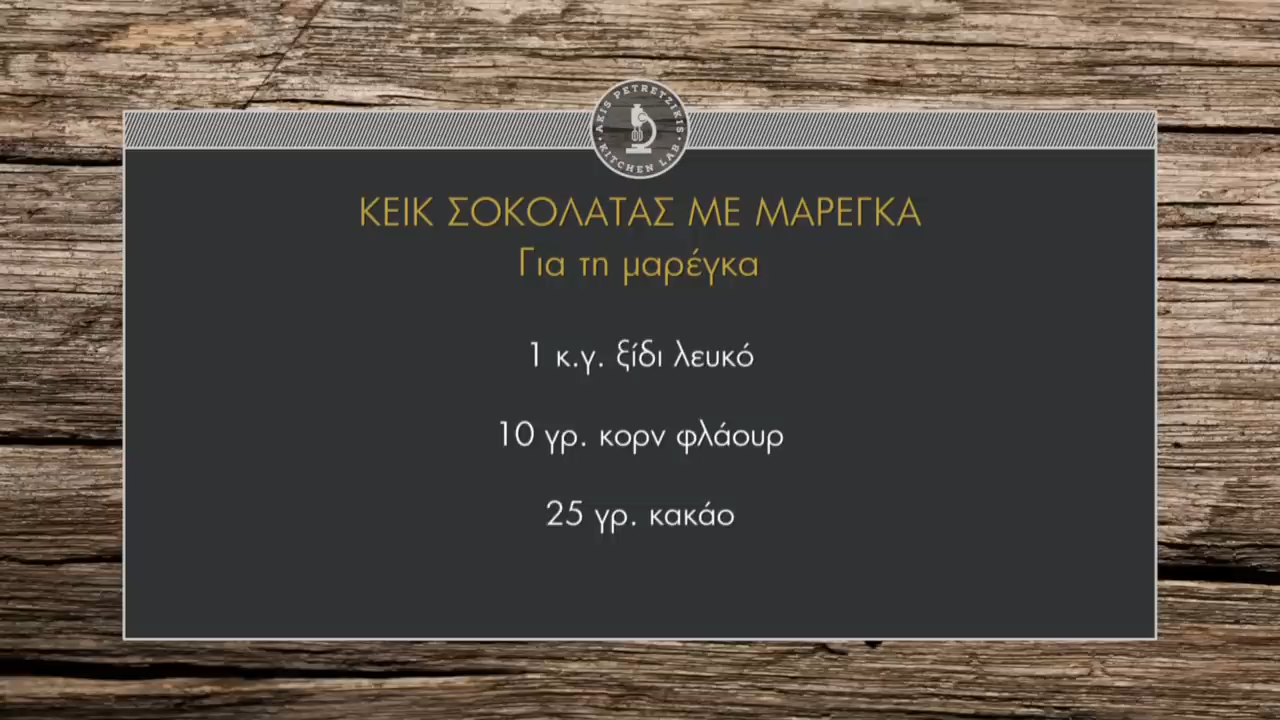 AKIS PETRETZIKIS
KITCHEN LAB
ΚΕΙΚ ΣΟΚΟΛΑΤΑΣ ΜΕ ΜΑΡΕΓΚΑ
Για τη μαρέγκα
1 κ.γ. ξίδι λευκό
10 γρ. κορν φλάουρ
25 γρ. κακάο